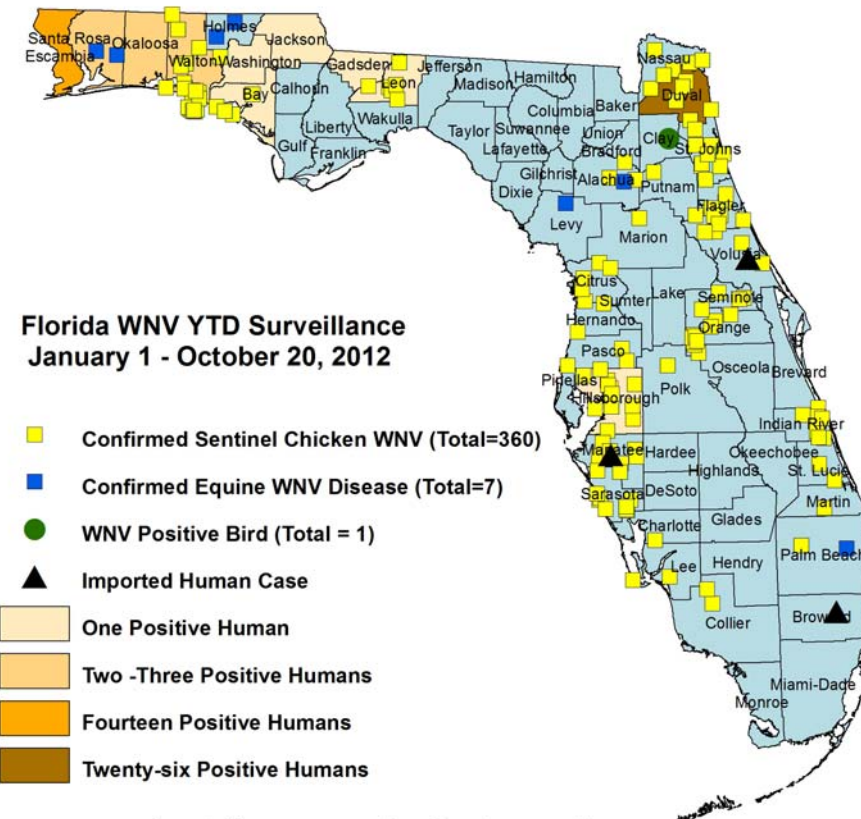 Florida WNV YTD Surveillance
January 1 - October 20, 2012
Confirmed Sentinel Chicken WNV (Total=360)
Confirmed Equine WNV Disease (Total=7)
WNV Positive Bird (Total = 1)
Imported Human Case
One Positive Human
Two -Three Positive Humans
Fourteen Positive Humans
Twenty-six Positive Humans
Santa Rosa
Escambia
Okaloosa
Walton
Holmes
Washington
Jackson
Bay
Calhoun
Gulf
Liberty
Franklin
Gadsden
Leon
Wakulla
Jefferson
Madison
Taylor
Hamilton
Suwannee
Lafayette
Dixie
Columbia
Gilchrist
Levy
Baker
Union
Bradford
Alachua
Nassau
Duval
Clay
St. Johns
Putnam
Flagler
Marion
Volusia
Citrus
Sumter
Lake
Hernando
Seminole
Orange
Pasco
Pinellas
Hillsborough
Polk
Osceola
Brevard
Indian River
Manatee
Hardee
Highlands
Okeechobee
St. Lucie
Sarasota
DeSoto
Martin
Charlotte
Glades
Lee
Hendry
Palm Beach
Collier
Broward
Monroe
Miami-Dade